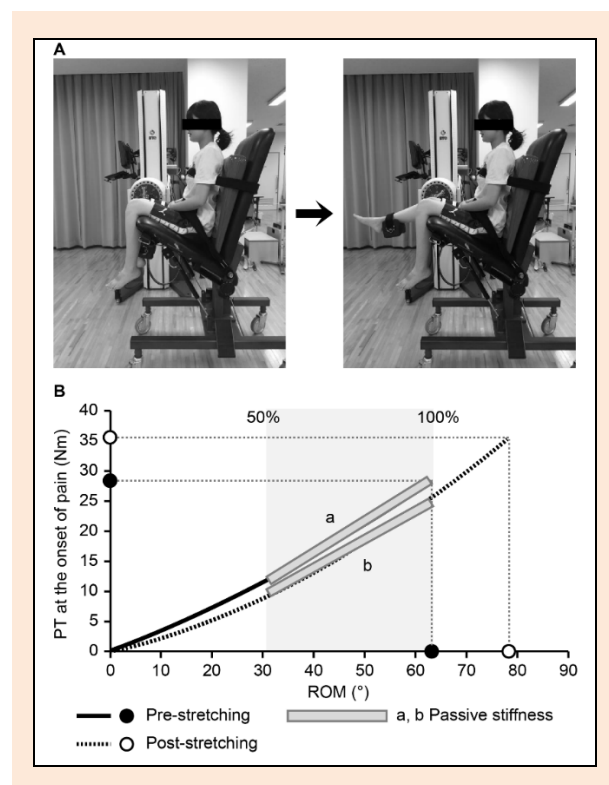 A
B
50% 100%
PT at the onset of pain (Nm)
40
35
30
25
20
15
10
5
0
a
b
0 10 20 30 40 50 60 70 80 90
ROM (°)
Pre-stretching
a, b Passive stiffness
Post-stretching